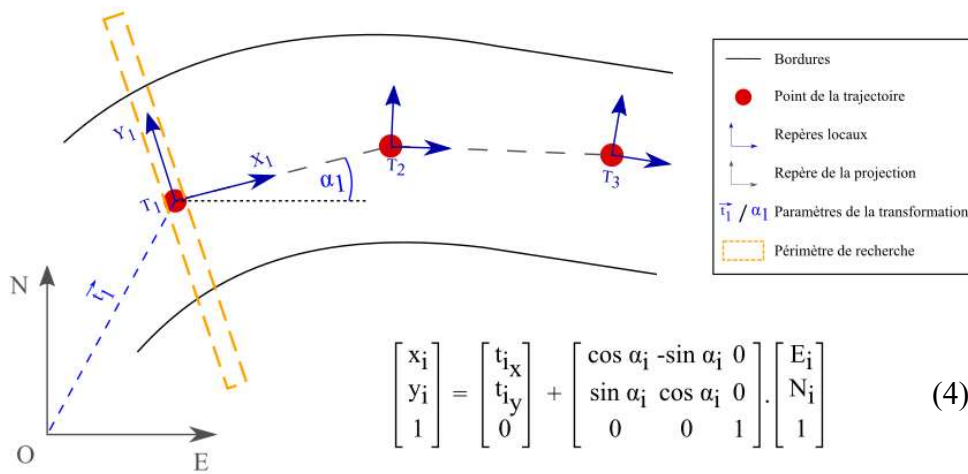 Bordures
Point de la trajectoire
Repères locaux
Repère de la projection
t₁ / α₁ Paramètres de la transformation
Périmètre de recherche
Y₁
X₁
T₁
α₁
T₂
T₃
t₁
N
O
E
[xᵢ yᵢ 1] = [tᵢₓ tᵢᵧ 0] + [cos αᵢ -sin αᵢ 0 sin αᵢ cos αᵢ 0 0 0 1] . [Eᵢ Nᵢ 1] (4)